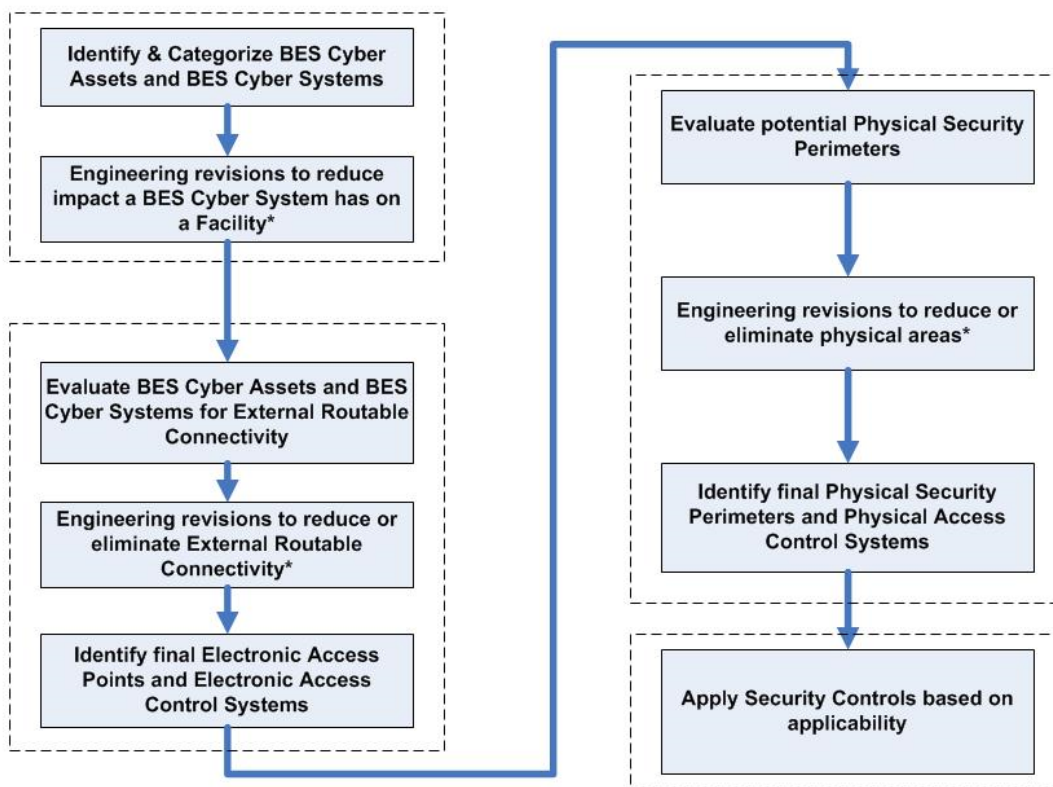 Identify & Categorize BES Cyber
Assets and BES Cyber Systems
Engineering revisions to reduce
impact a BES Cyber System has on
a Facility*
Evaluate BES Cyber Assets and BES
Cyber Systems for External Routable
Connectivity
Engineering revisions to reduce or
eliminate External Routable
Connectivity*
Identify final Electronic Access
Points and Electronic Access
Control Systems
Evaluate potential Physical Security
Perimeters
Engineering revisions to reduce or
eliminate physical areas*
Identify final Physical Security
Perimeters and Physical Access
Control Systems
Apply Security Controls based on
applicability